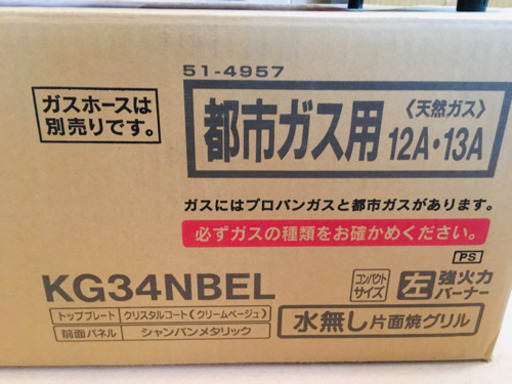 51-4957
ガスホースは
別売りです。
都市ガス用
〈天然ガス〉
12A・13A
ガスにはプロパンガスと都市ガスがあります。
必ずガスの種類をお確かめください。
PS
KG34NBEL
コンパクト
サイズ
左
強火力
バーナー
トッププレート
クリスタルコート(クリームベージュ)
前面パネル
シャンパンメタリック
水無し片面焼グリル